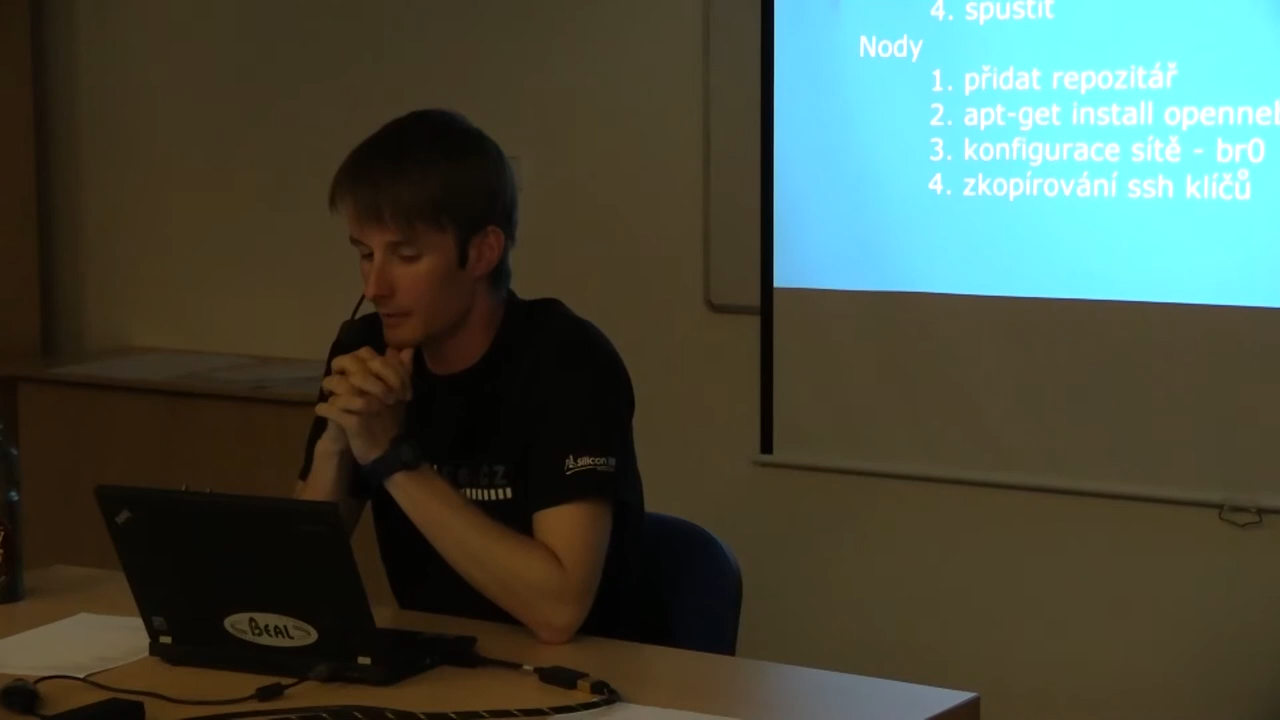 4. spustit
Nody
1. přidat repozitář
2. apt-get install openneb
3. konfigurace sítě - br0
4. zkopírování ssh klíčů
silicon
BEAL